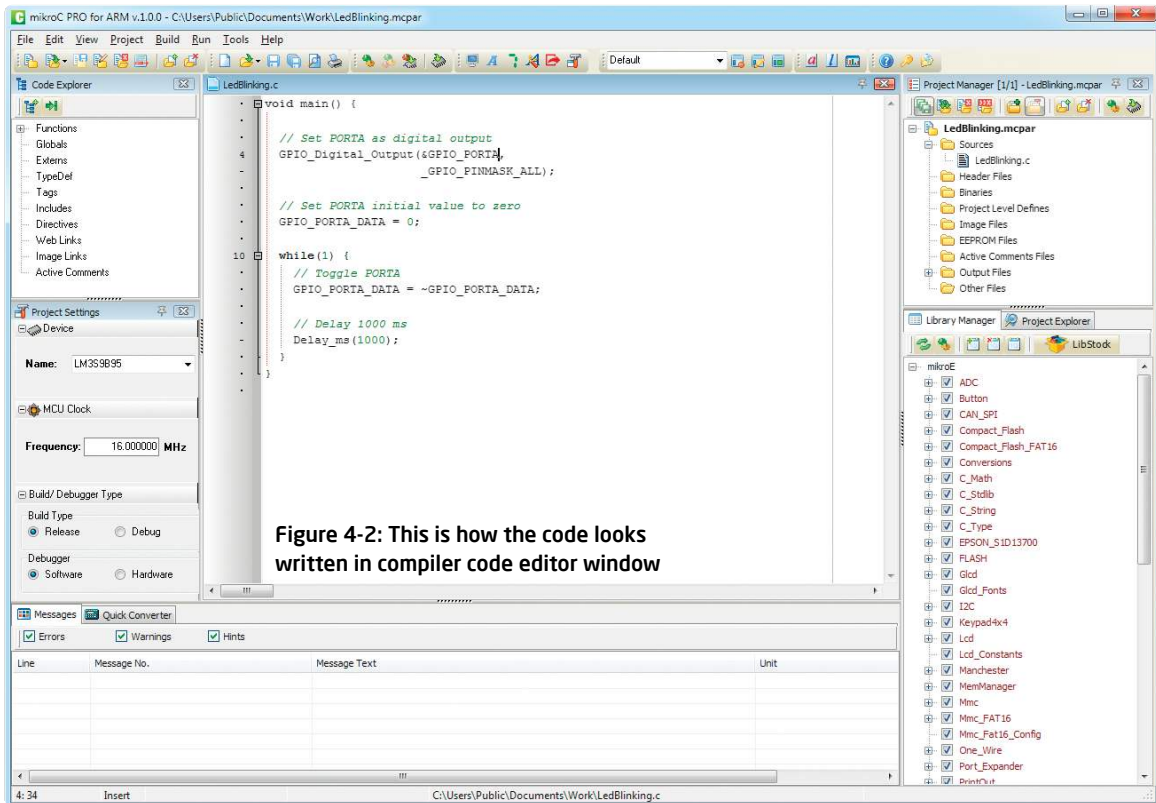 mikroC PRO for ARM v.1.0.0 - C:\Users\Public\Documents\Work\LedBlinking.mcpar
File Edit View Project Build Run Tools Help
Default
Code Explorer
Functions
Globals
Externs
TypeDef
Tags
Includes
Directives
Web Links
Image Links
Active Comments
Project Settings
Device
Name: LM3S9B95
MCU Clock
Frequency: 16.000000 MHz
Build/ Debugger Type
Build Type
Release Debug
Debugger
Software Hardware
LedBlinking.c
void main() {
// Set PORTA as digital output
4 GPIO_Digital_Output(&GPIO_PORTA,
_GPIO_PINMASK_ALL);
// Set PORTA initial value to zero
GPIO_PORTA_DATA = 0;
10 while(1) {
// Toggle PORTA
GPIO_PORTA_DATA = ~GPIO_PORTA_DATA;
// Delay 1000 ms
Delay_ms(1000);
}
}
Figure 4-2: This is how the code looks
written in compiler code editor window
Project Manager [1/1] - LedBlinking.mcpar
LedBlinking.mcpar
Sources
LedBlinking.c
Header Files
Binaries
Project Level Defines
Image Files
EEPROM Files
Active Comments Files
Output Files
Other Files
Library Manager Project Explorer
LibStock
mikroE
ADC
Button
CAN_SPI
Compact_Flash
Compact_Flash_FAT16
Conversions
C_Math
C_Stdlib
C_String
C_Type
EPSON_S1D13700
FLASH
Glcd
Glcd_Fonts
I2C
Keypad4x4
Lcd
Lcd_Constants
Manchester
MemManager
Mmc
Mmc_FAT16
Mmc_Fat16_Config
One_Wire
Port_Expander
PrintOut
Messages Quick Converter
Errors Warnings Hints
Line Message No. Message Text Unit
4: 34 Insert C:\Users\Public\Documents\Work\LedBlinking.c